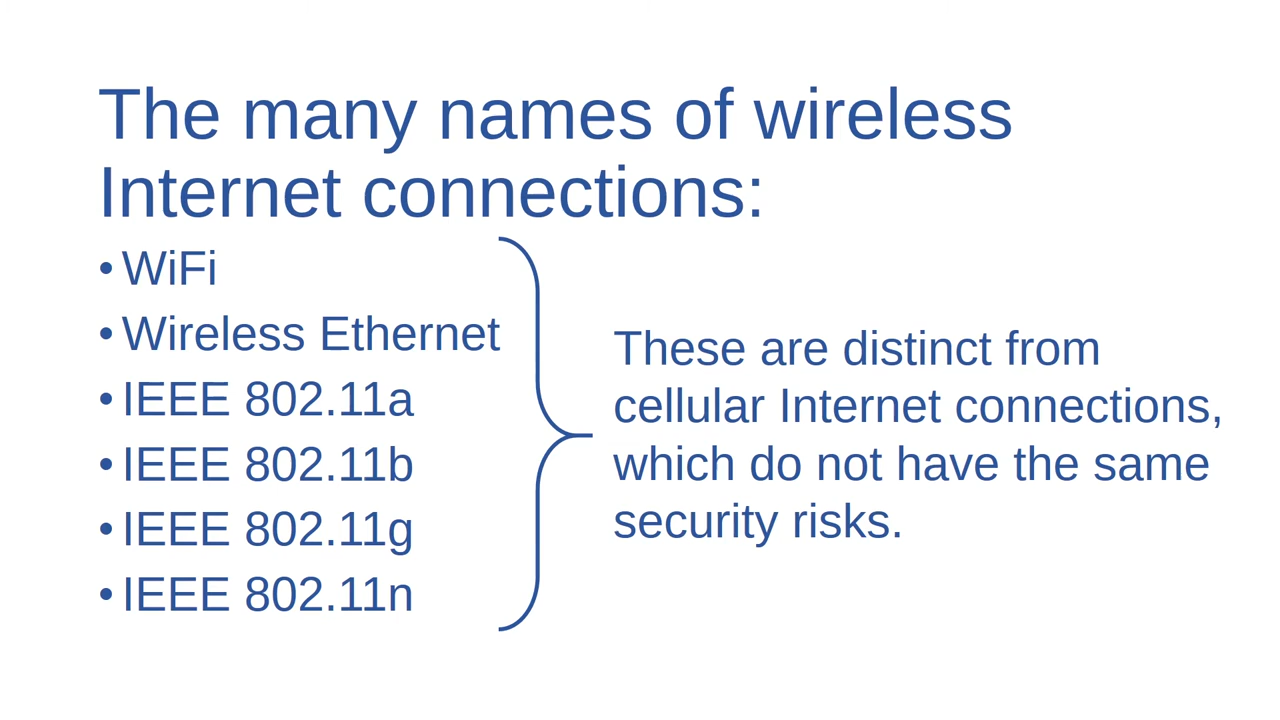 The many names of wireless
Internet connections:
• WiFi
• Wireless Ethernet
• IEEE 802.11a
• IEEE 802.11b
• IEEE 802.11g
• IEEE 802.11n
These are distinct from
cellular Internet connections,
which do not have the same
security risks.